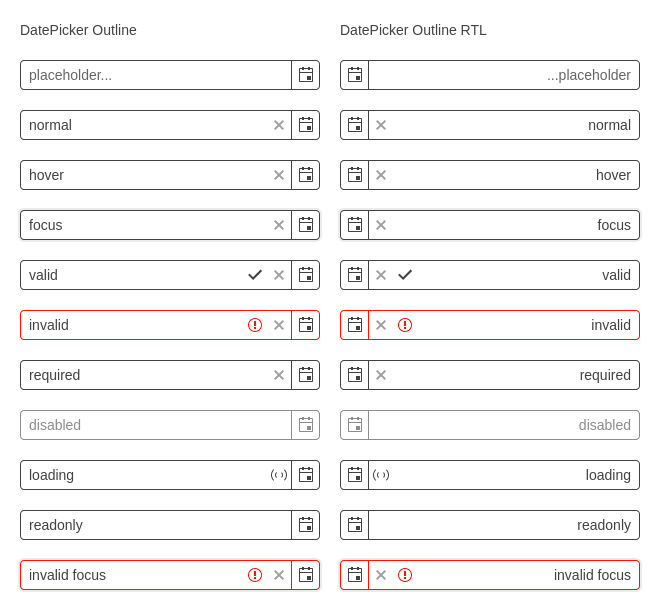 DatePicker Outline
DatePicker Outline RTL
placeholder...
...placeholder
normal
normal
hover
hover
focus
focus
valid
valid
invalid
invalid
required
required
disabled
disabled
loading
loading
readonly
readonly
invalid focus
invalid focus